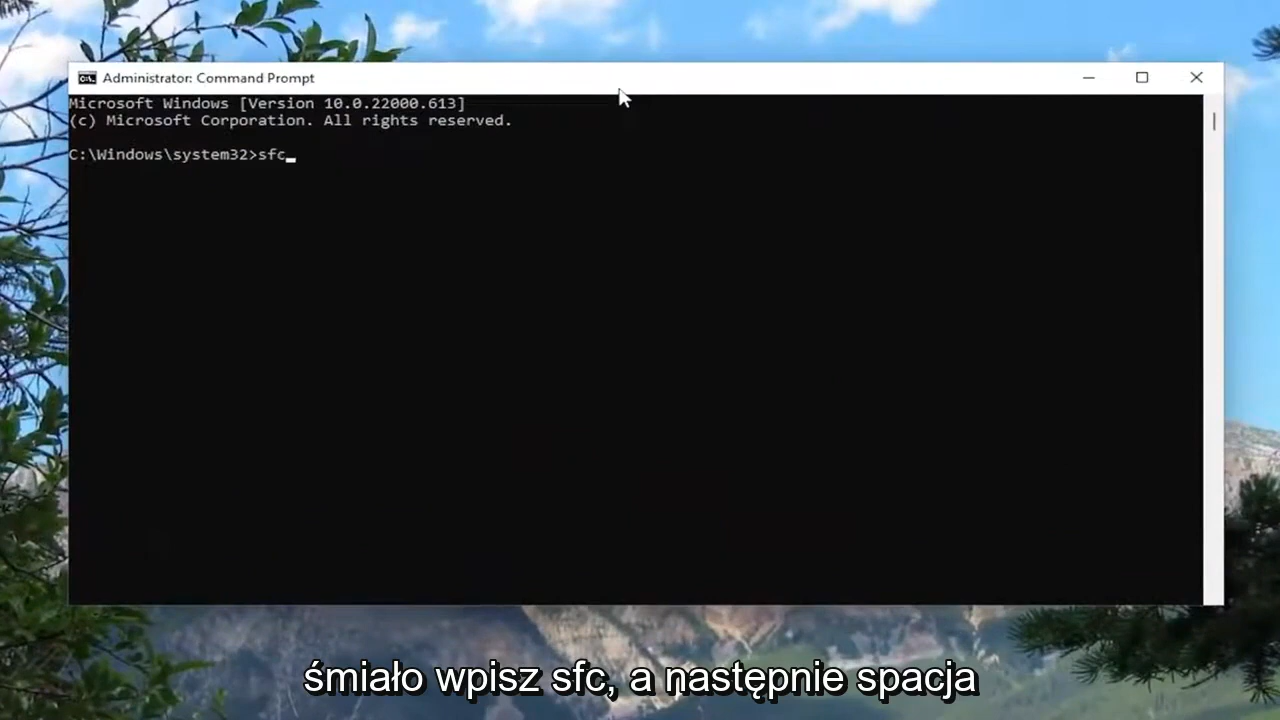 Administrator: Command Prompt
Microsoft Windows [Version 10.0.22000.613]
(c) Microsoft Corporation. All rights reserved.
C:\Windows\system32>sfc
śmiało wpisz sfc, a następnie spacja